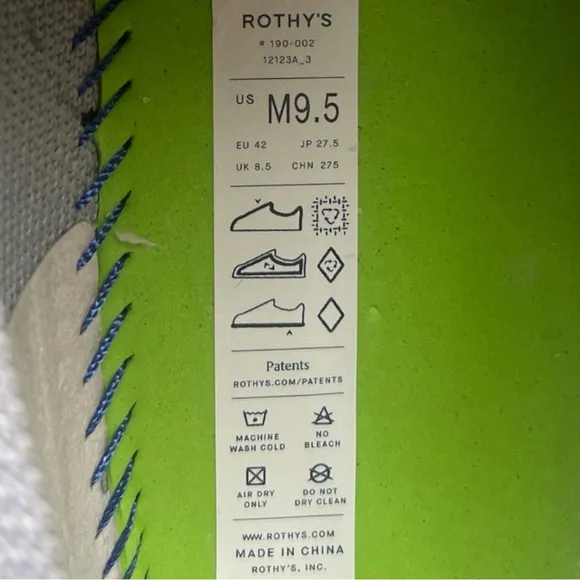 ROTHY'S
# 190-002
12123A_3
US M9.5
EU 42 JP 27.5
UK 8.5 CHN 275
Patents
ROTHYS.COM/PATENTS
MACHINE WASH COLD
NO BLEACH
AIR DRY ONLY
DO NOT DRY CLEAN
WWW.ROTHYS.COM
MADE IN CHINA
ROTHY'S, INC.